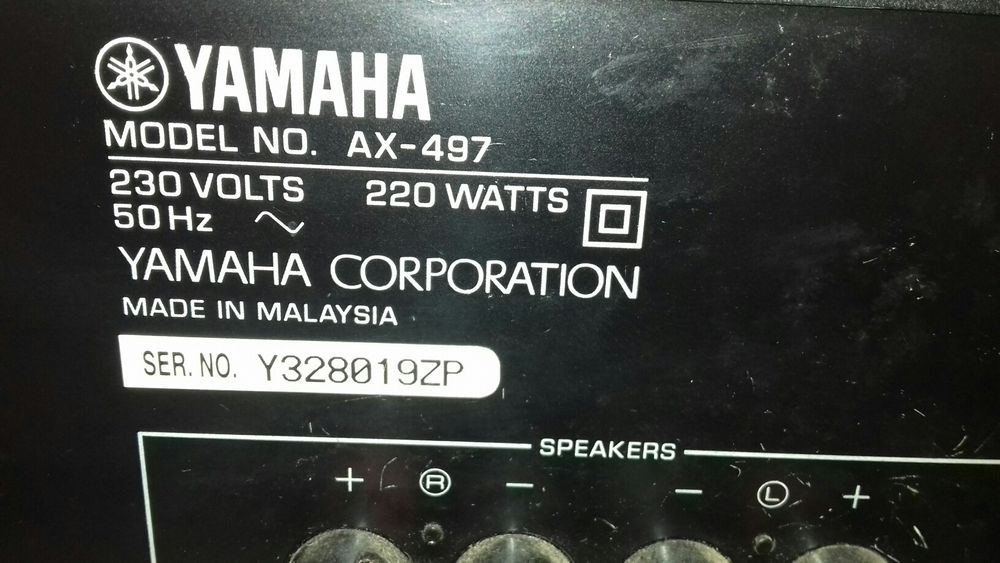 YAMAHA
MODEL NO. AX-497
230 VOLTS 220 WATTS
50 Hz
YAMAHA CORPORATION
MADE IN MALAYSIA
SER. NO. Y328019ZP
SPEAKERS
+ R − − L +